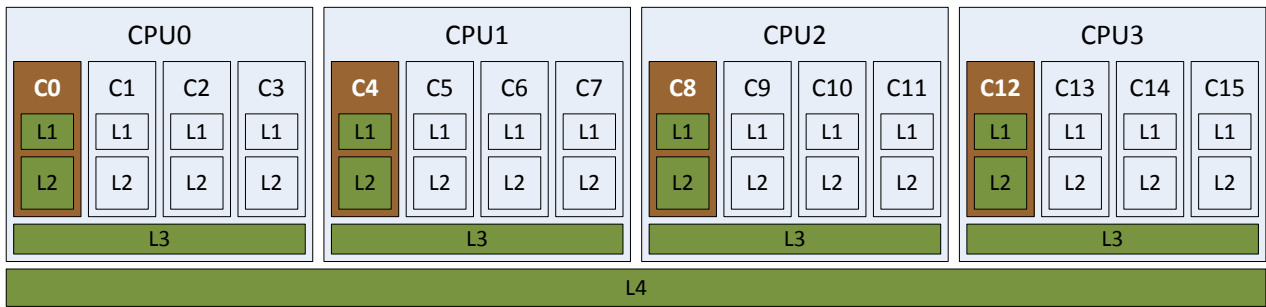 CPU0 CPU1 CPU2 CPU3
C0 C1 C2 C3 C4 C5 C6 C7 C8 C9 C10 C11 C12 C13 C14 C15
L1 L1 L1 L1 L1 L1 L1 L1 L1 L1 L1 L1 L1 L1 L1 L1
L2 L2 L2 L2 L2 L2 L2 L2 L2 L2 L2 L2 L2 L2 L2 L2
L3 L3 L3 L3
L4